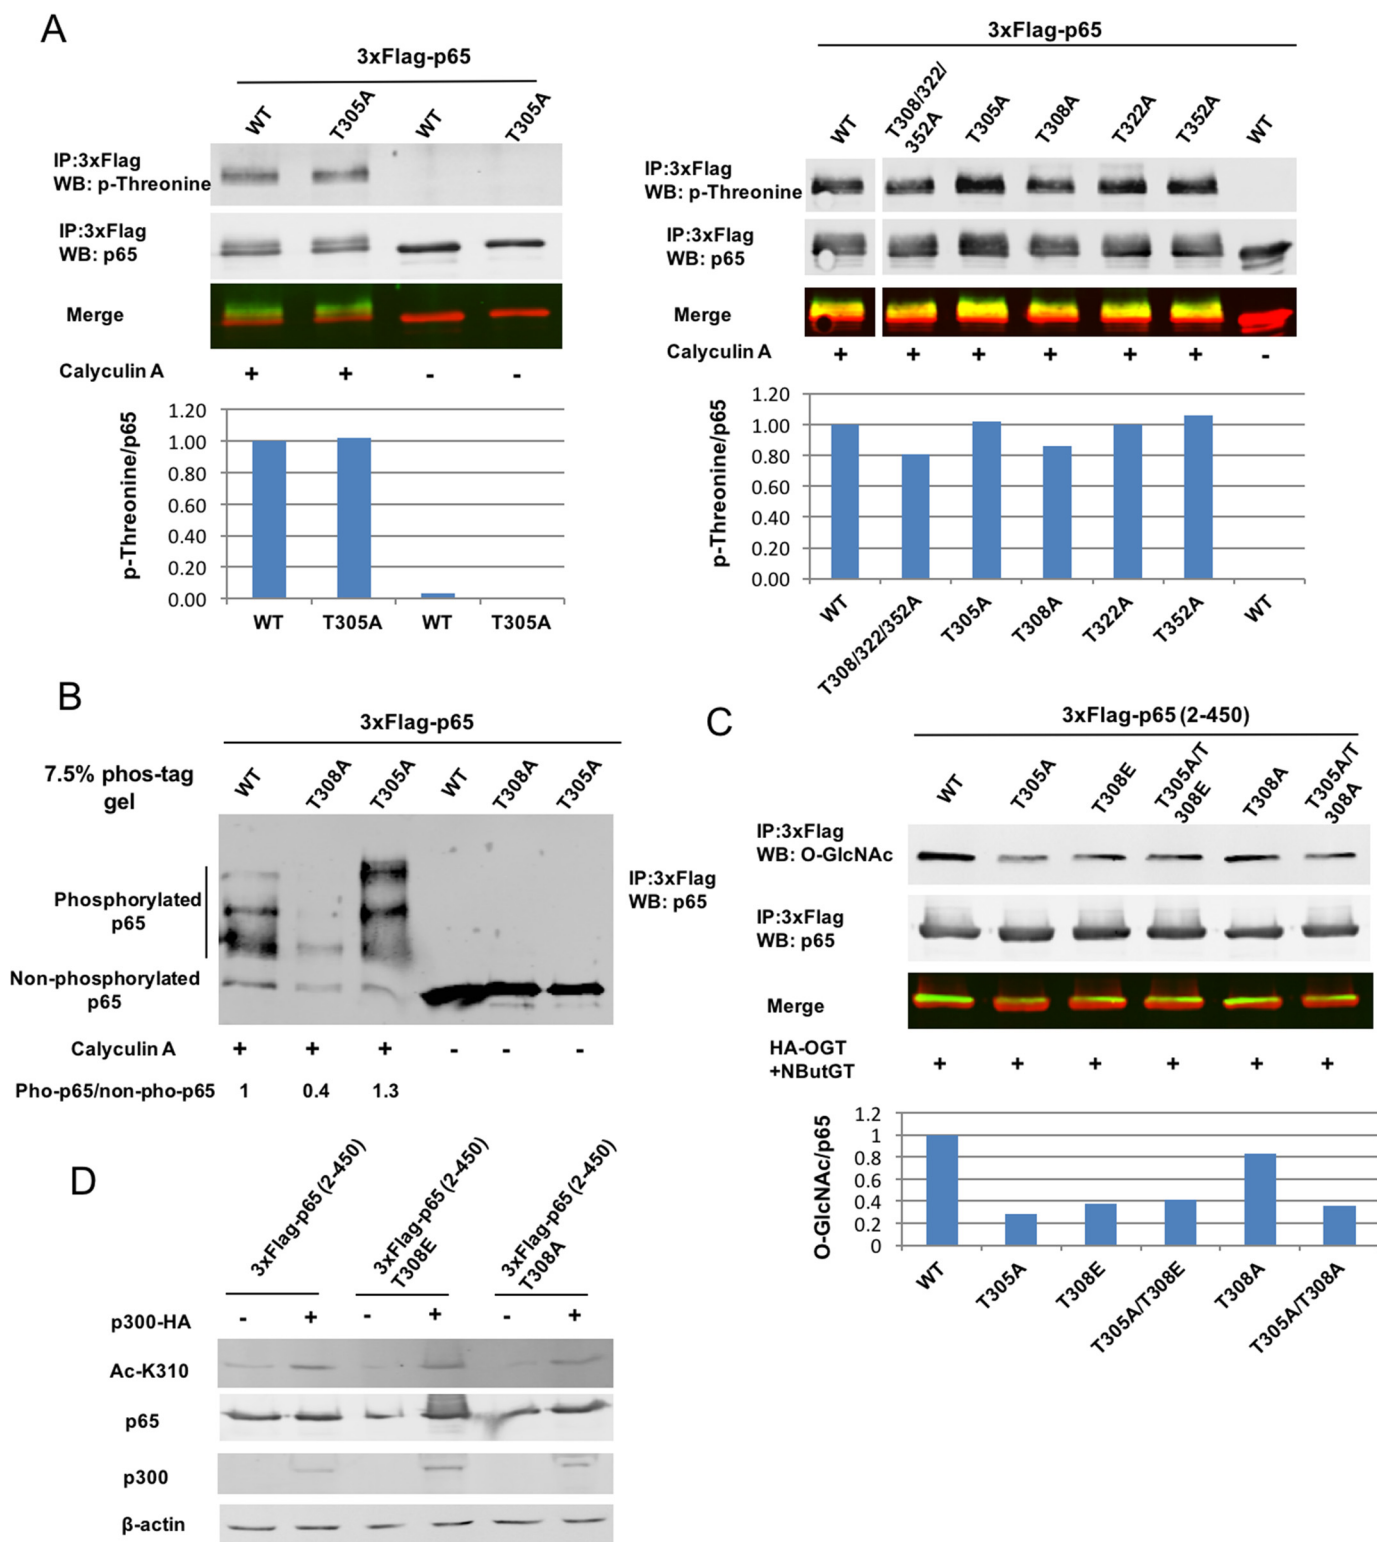 A
3xFlag-p65
WT
T305A
WT
T305A
IP:3xFlag
WB: p-Threonine
IP:3xFlag
WB: p65
Merge
Calyculin A
+
+
-
-
p-Threonine/p65
1.20
1.00
0.80
0.60
0.40
0.20
0.00
WT
T305A
WT
T305A
3xFlag-p65
WT
T308/322/
352A
T305A
T308A
T322A
T352A
WT
IP:3xFlag
WB: p-Threonine
IP:3xFlag
WB: p65
Merge
Calyculin A
+
+
+
+
+
+
-
p-Threonine/p65
1.20
1.00
0.80
0.60
0.40
0.20
0.00
WT
T308/322/352A
T305A
T308A
T322A
T352A
WT
B
3xFlag-p65
7.5% phos-tag
gel
WT
T308A
T305A
WT
T308A
T305A
Phosphorylated
p65
Non-phosphorylated
p65
IP:3xFlag
WB: p65
Calyculin A
+
+
+
-
-
-
Pho-p65/non-pho-p65
1
0.4
1.3
C
3xFlag-p65 (2-450)
WT
T305A
T308E
T305A/T
308E
T308A
T305A/T
308A
IP:3xFlag
WB: O-GlcNAc
IP:3xFlag
WB: p65
Merge
HA-OGT
+NButGT
+
+
+
+
+
+
O-GlcNAc/p65
1.2
1
0.8
0.6
0.4
0.2
0
WT
T305A
T308E
T305A/T308E
T308A
T305A/T308A
D
3xFlag-p65 (2-450)
3xFlag-p65 (2-450)
T308E
3xFlag-p65 (2-450)
T308A
p300-HA
-
+
-
+
-
+
Ac-K310
p65
p300
β-actin